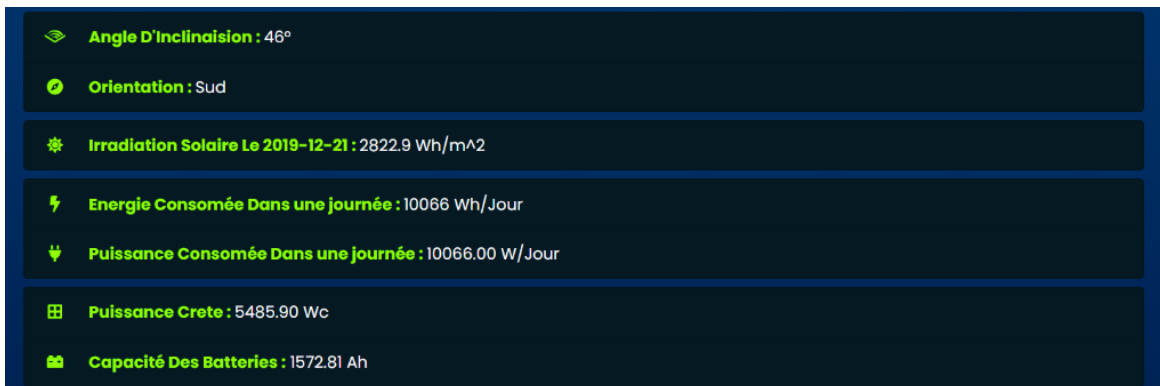 Angle D'Inclinaision : 46°
Orientation : Sud
Irradiation Solaire Le 2019-12-21 : 2822.9 Wh/m^2
Energie Consomée Dans une journée : 10066 Wh/Jour
Puissance Consomée Dans une journée : 10066.00 W/Jour
Puissance Crete : 5485.90 Wc
Capacité Des Batteries : 1572.81 Ah